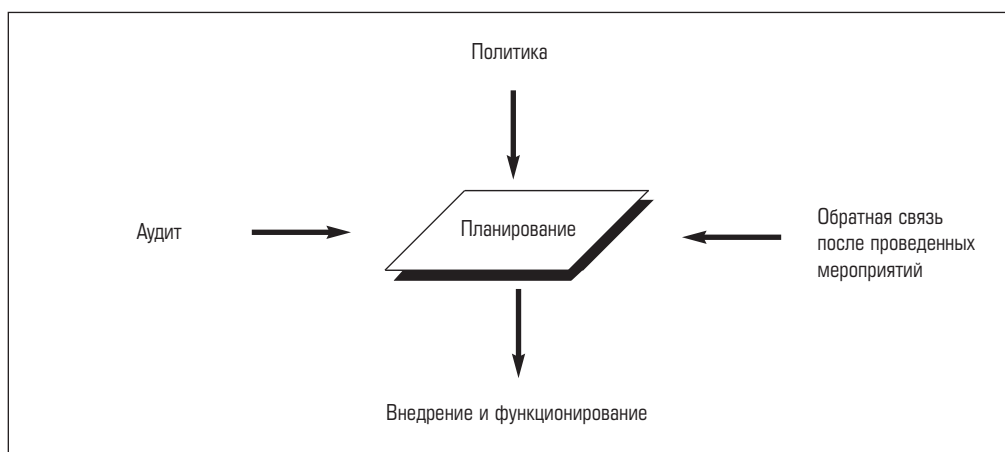 Политика
Аудит
Планирование
Обратная связь
после проведенных
мероприятий
Внедрение и функционирование